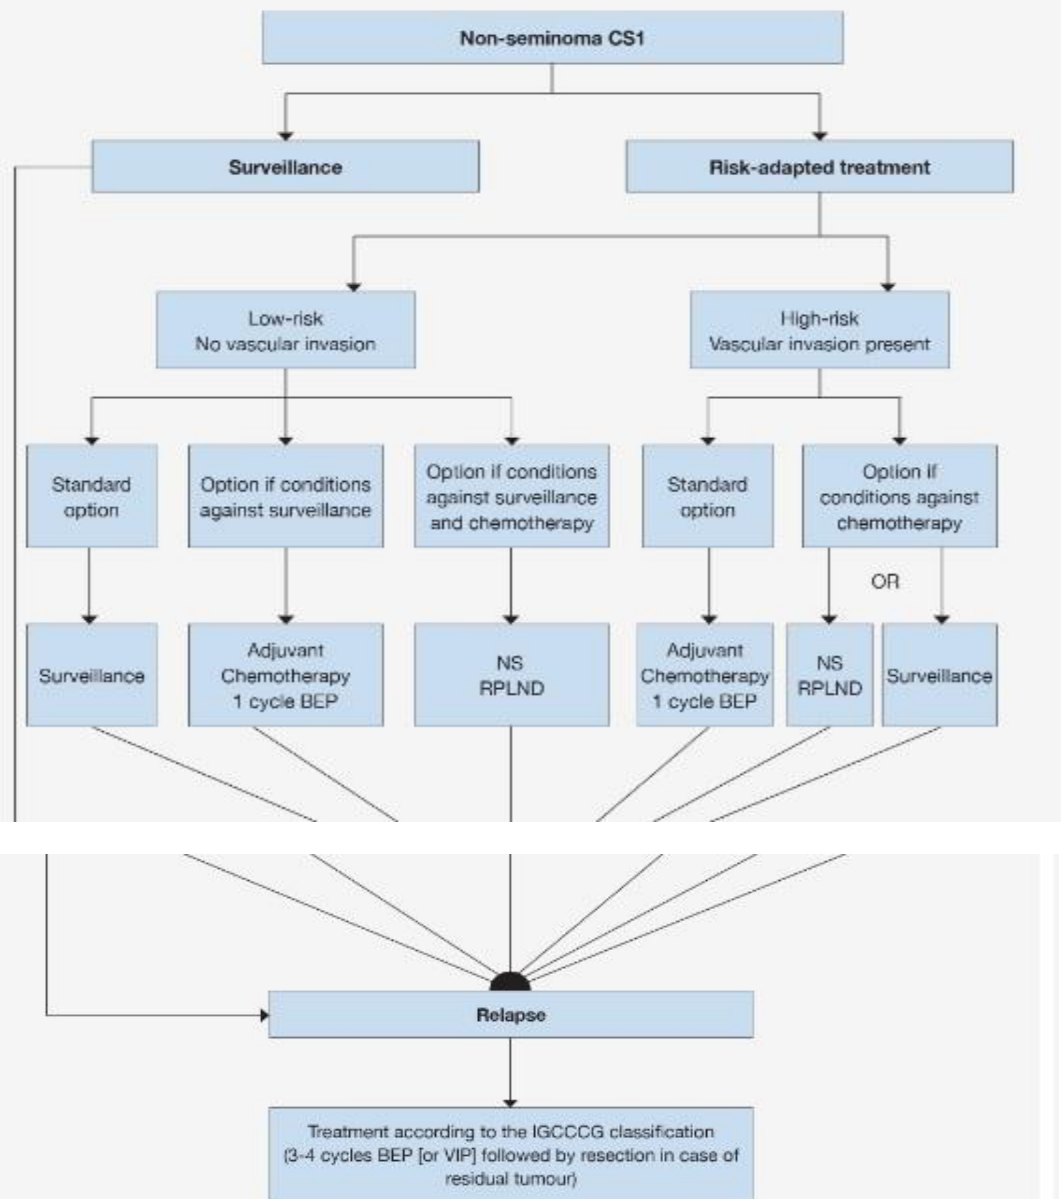 Non-seminoma CS1
Surveillance
Risk-adapted treatment
Low-risk
No vascular invasion
High-risk
Vascular invasion present
Standard
option
Option if conditions
against surveillance
Option if conditions
against surveillance
and chemotherapy
Standard
option
Option if
conditions against
chemotherapy
OR
Surveillance
Adjuvant
Chemotherapy
1 cycle BEP
NS
RPLND
Adjuvant
Chemotherapy
1 cycle BEP
NS
RPLND
Surveillance
Relapse
Treatment according to the IGCCCG classification
(3-4 cycles BEP [or VIP] followed by resection in case of
residual tumour)